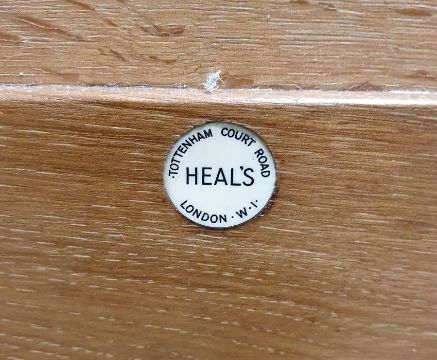 ·TOTTENHAM COURT ROAD
HEAL'S
LONDON·W·1·